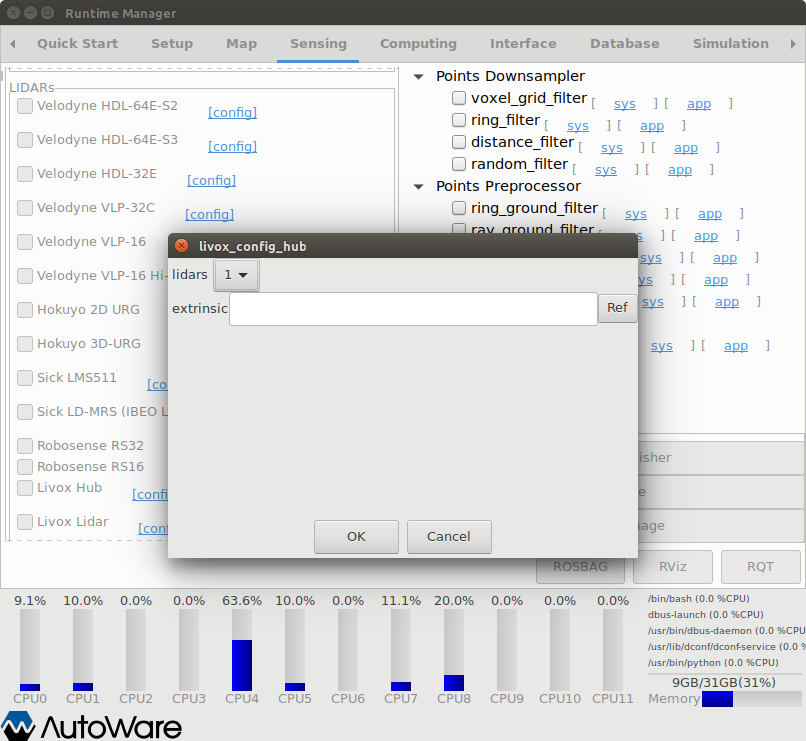 Runtime Manager
Quick Start Setup Map Sensing Computing Interface Database Simulation
LIDARs
Velodyne HDL-64E-S2 [config]
Velodyne HDL-64E-S3 [config]
Velodyne HDL-32E [config]
Velodyne VLP-32C [config]
Velodyne VLP-16
Velodyne VLP-16 Hi-
Hokuyo 2D URG
Hokuyo 3D-URG
Sick LMS511 [co
Sick LD-MRS (IBEO L
Robosense RS32
Robosense RS16
Livox Hub [confi
Livox Lidar [conf
Points Downsampler
voxel_grid_filter [ sys ] [ app ]
ring_filter [ sys ] [ app ]
distance_filter [ sys ] [ app ]
random_filter [ sys ] [ app ]
Points Preprocessor
ring_ground_filter [ sys ] [ app ]
ray_ground_filter s ] [ app ]
sys ] [ app ]
ys ] [ app ]
sys ] [ app ]
sys ] [ app ]
livox_config_hub
lidars 1
extrinsic Ref
OK Cancel
isher
e
nage
ROSBAG RViz RQT
9.1% 10.0% 0.0% 0.0% 63.6% 10.0% 0.0% 11.1% 20.0% 0.0% 0.0% 0.0%
CPU0 CPU1 CPU2 CPU3 CPU4 CPU5 CPU6 CPU7 CPU8 CPU9 CPU10 CPU11
/bin/bash (0.0 %CPU)
dbus-launch (0.0 %CPU)
/usr/bin/dbus-daemon (0.0 %CPU
/usr/lib/dconf/dconf-service (0.0 %
/usr/bin/python (0.0 %CPU)
9GB/31GB(31%)
Memory
AutoWare